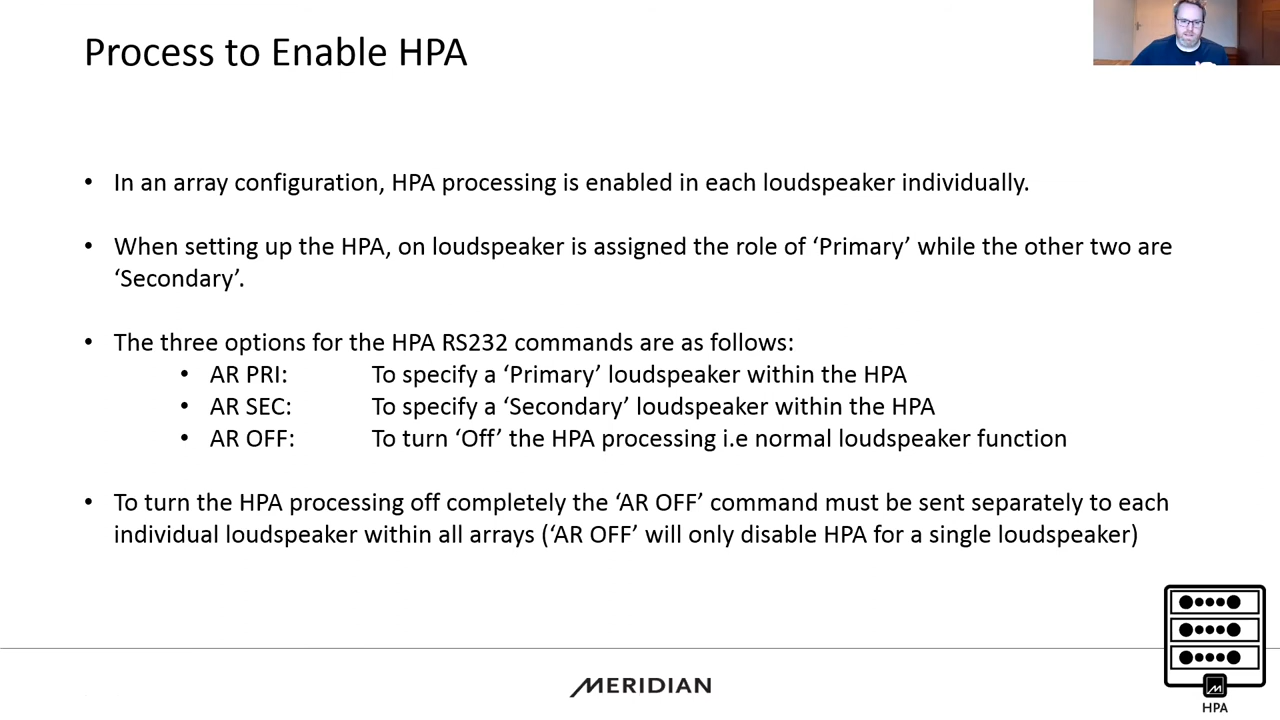 Process to Enable HPA
• In an array configuration, HPA processing is enabled in each loudspeaker individually.
• When setting up the HPA, on loudspeaker is assigned the role of ‘Primary’ while the other two are
‘Secondary’.
• The three options for the HPA RS232 commands are as follows:
• AR PRI: To specify a ‘Primary’ loudspeaker within the HPA
• AR SEC: To specify a ‘Secondary’ loudspeaker within the HPA
• AR OFF: To turn ‘Off’ the HPA processing i.e normal loudspeaker function
• To turn the HPA processing off completely the ‘AR OFF’ command must be sent separately to each
individual loudspeaker within all arrays (‘AR OFF’ will only disable HPA for a single loudspeaker)
MERIDIAN
HPA